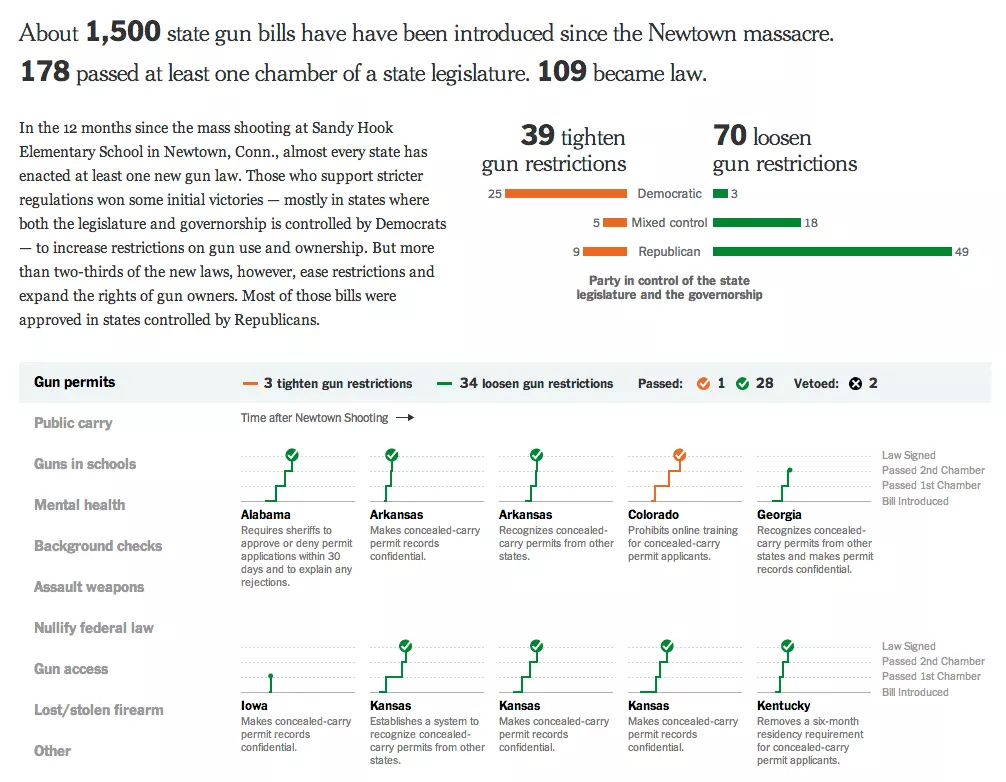 About 1,500 state gun bills have have been introduced since the Newtown massacre.
178 passed at least one chamber of a state legislature. 109 became law.
In the 12 months since the mass shooting at Sandy Hook
Elementary School in Newtown, Conn., almost every state has
enacted at least one new gun law. Those who support stricter
regulations won some initial victories — mostly in states where
both the legislature and governorship is controlled by Democrats
— to increase restrictions on gun use and ownership. But more
than two-thirds of the new laws, however, ease restrictions and
expand the rights of gun owners. Most of those bills were
approved in states controlled by Republicans.
39 tighten
gun restrictions
70 loosen
gun restrictions
25 Democratic 3
5 Mixed control 18
9 Republican 49
Party in control of the state
legislature and the governorship
Gun permits
3 tighten gun restrictions 34 loosen gun restrictions Passed: 1 28 Vetoed: 2
Public carry
Guns in schools
Mental health
Background checks
Assault weapons
Nullify federal law
Gun access
Lost/stolen firearm
Other
Time after Newtown Shooting
Law Signed
Passed 2nd Chamber
Passed 1st Chamber
Bill Introduced
Alabama
Requires sheriffs to
approve or deny permit
applications within 30
days and to explain any
rejections.
Arkansas
Makes concealed-carry
permit records
confidential.
Arkansas
Recognizes concealed-
carry permits from other
states.
Colorado
Prohibits online training
for concealed-carry
permit applicants.
Georgia
Recognizes concealed-
carry permits from other
states and makes permit
records confidential.
Law Signed
Passed 2nd Chamber
Passed 1st Chamber
Bill Introduced
Iowa
Makes concealed-carry
permit records
confidential.
Kansas
Establishes a system to
recognize concealed-
carry permits from other
states.
Kansas
Makes concealed-carry
permit records
confidential.
Kansas
Makes concealed-carry
permit records
confidential.
Kentucky
Removes a six-month
residency requirement
for concealed-carry
permit applicants.